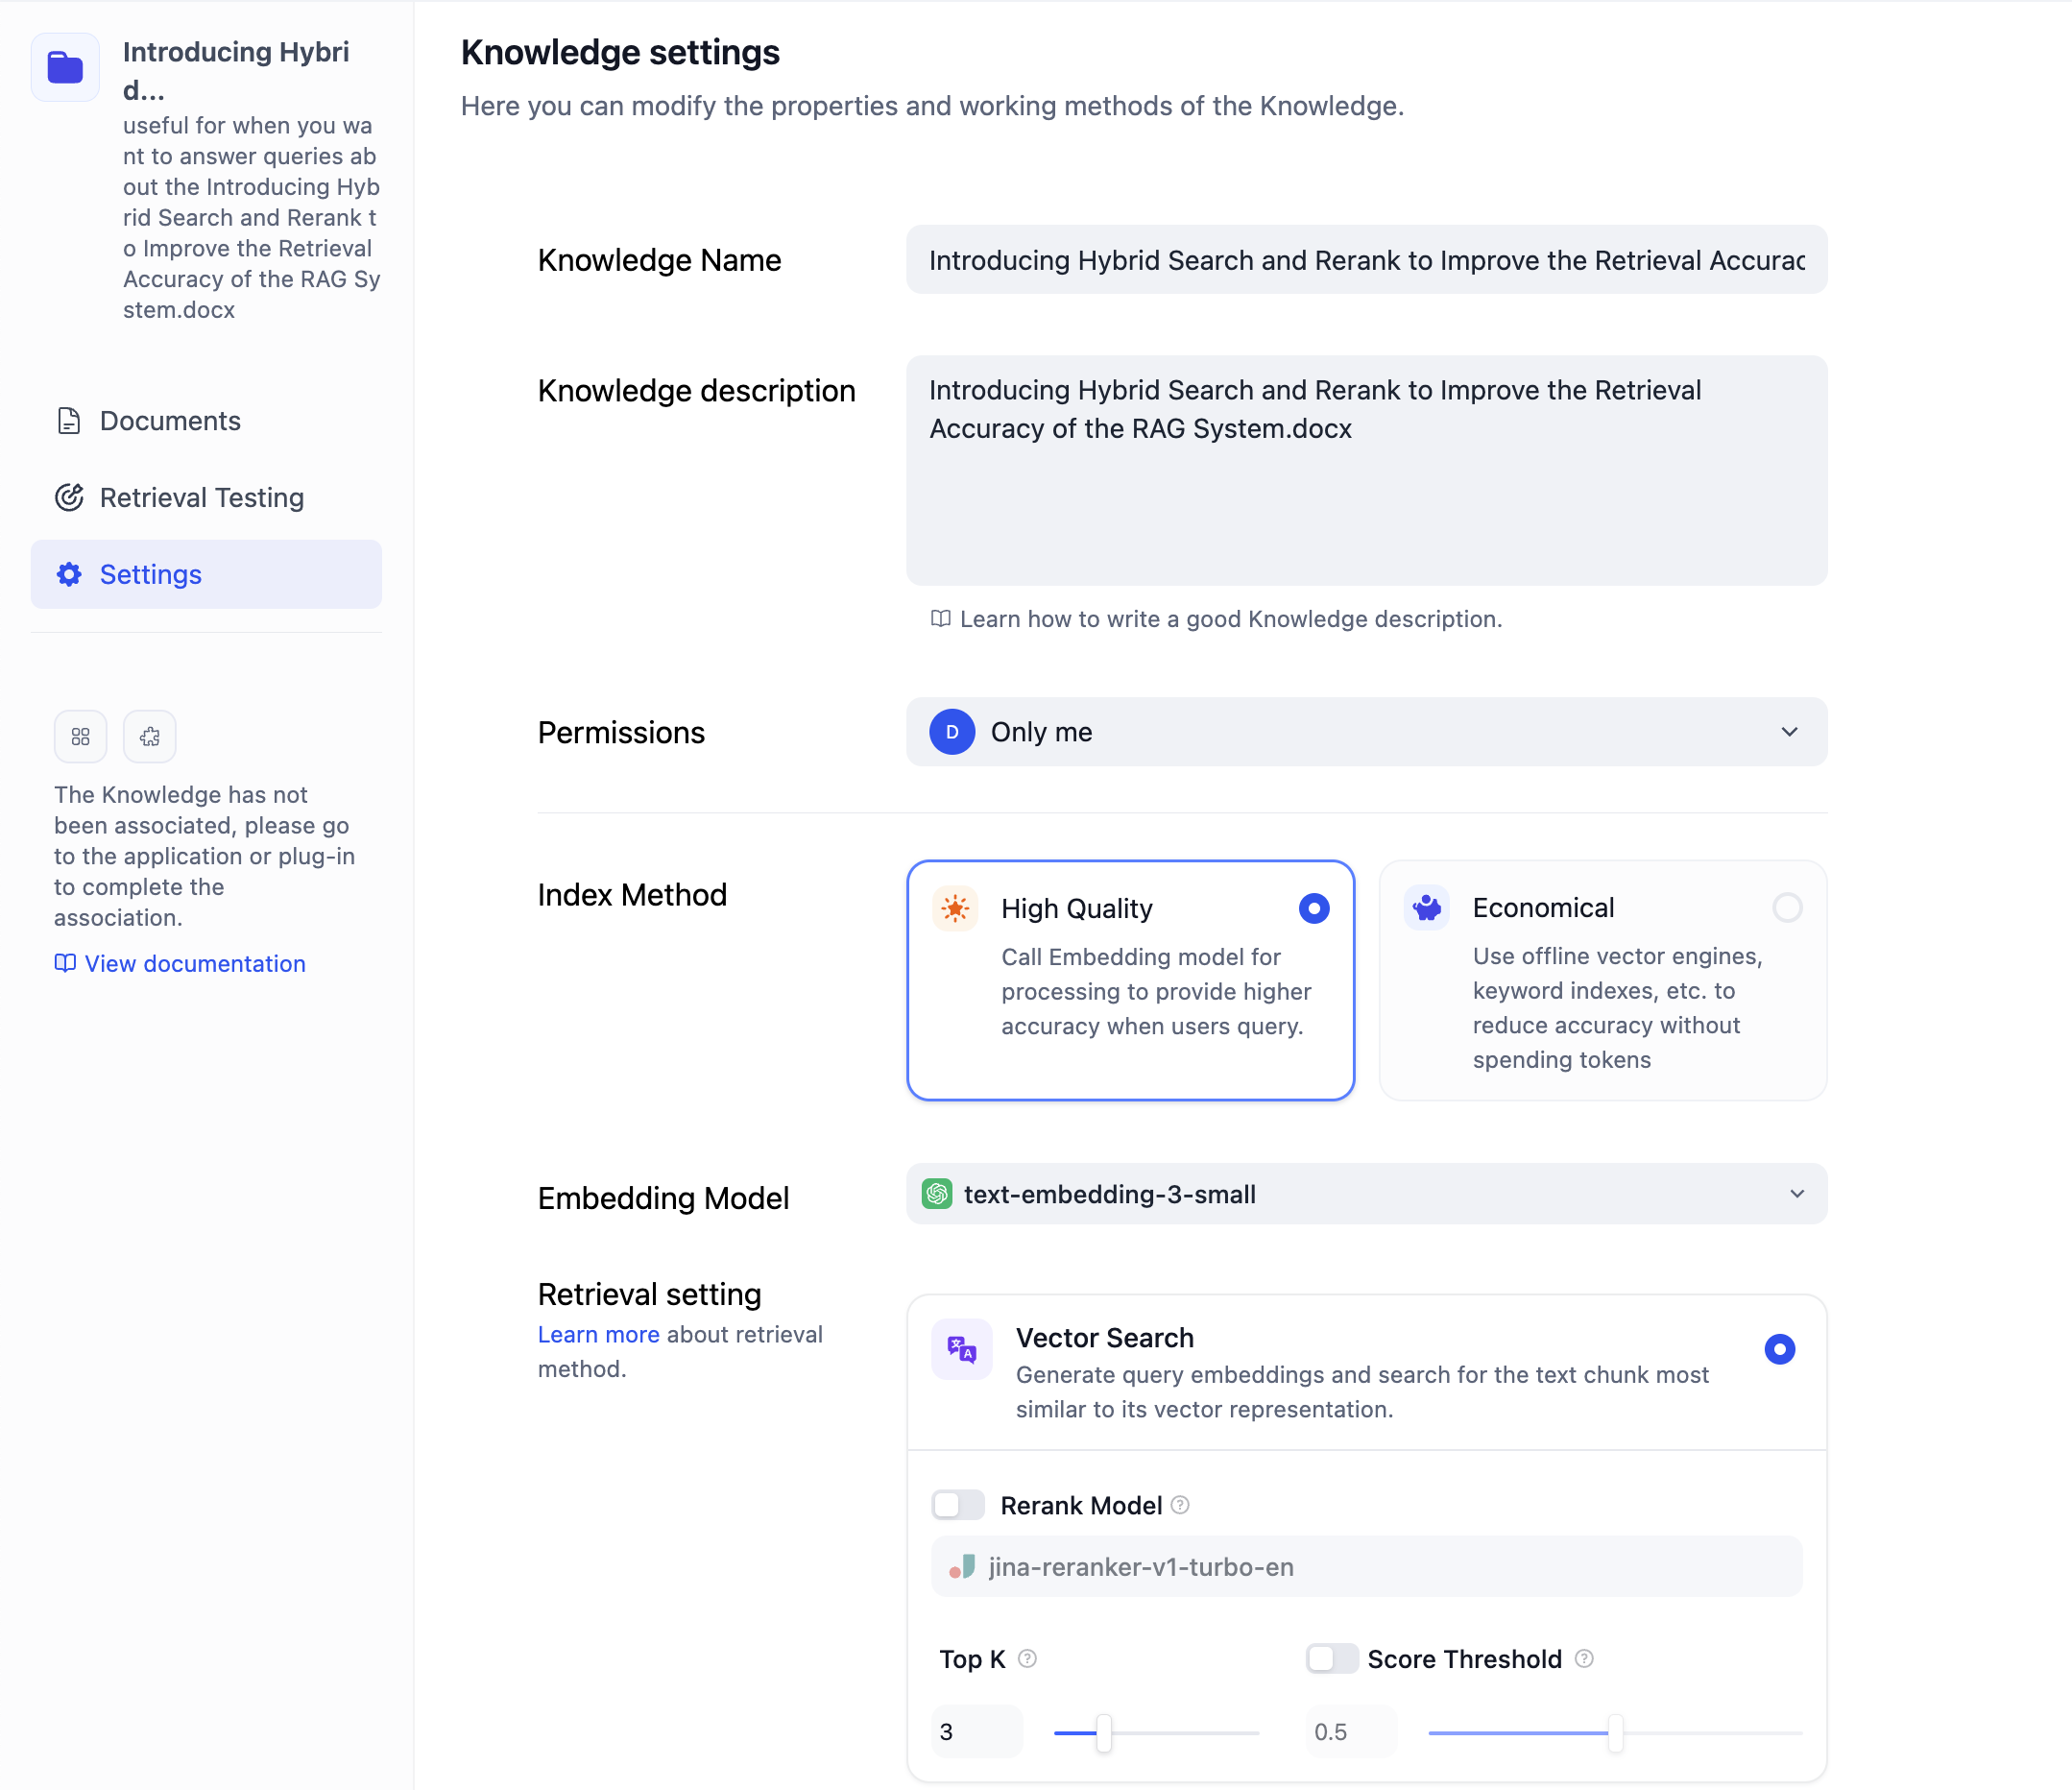 Introducing Hybri
d...
useful for when you wa
nt to answer queries ab
out the Introducing Hyb
rid Search and Rerank t
o Improve the Retrieval
Accuracy of the RAG Sy
stem.docx
Documents
Retrieval Testing
Settings
The Knowledge has not
been associated, please go
to the application or plug-in
to complete the
association.
View documentation
Knowledge settings
Here you can modify the properties and working methods of the Knowledge.
Knowledge Name
Introducing Hybrid Search and Rerank to Improve the Retrieval Accurac
Knowledge description
Introducing Hybrid Search and Rerank to Improve the Retrieval
Accuracy of the RAG System.docx
Learn how to write a good Knowledge description.
Permissions
D Only me
Index Method
High Quality
Call Embedding model for
processing to provide higher
accuracy when users query.
Economical
Use offline vector engines,
keyword indexes, etc. to
reduce accuracy without
spending tokens
Embedding Model
text-embedding-3-small
Retrieval setting
Learn more about retrieval
method.
Vector Search
Generate query embeddings and search for the text chunk most
similar to its vector representation.
Rerank Model
jina-reranker-v1-turbo-en
Top K
Score Threshold
3
0.5